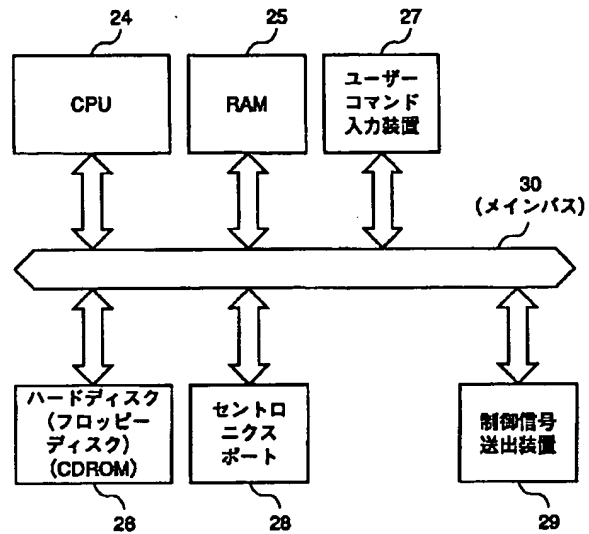 24
25
27
CPU
RAM
ユーザー
コマンド
入力装置
30
(メインバス)
ハードディスク
(フロッピー
ディスク)
(CDROM)
セントロ
ニクス
ポート
制御信号
送出装置
26
28
29